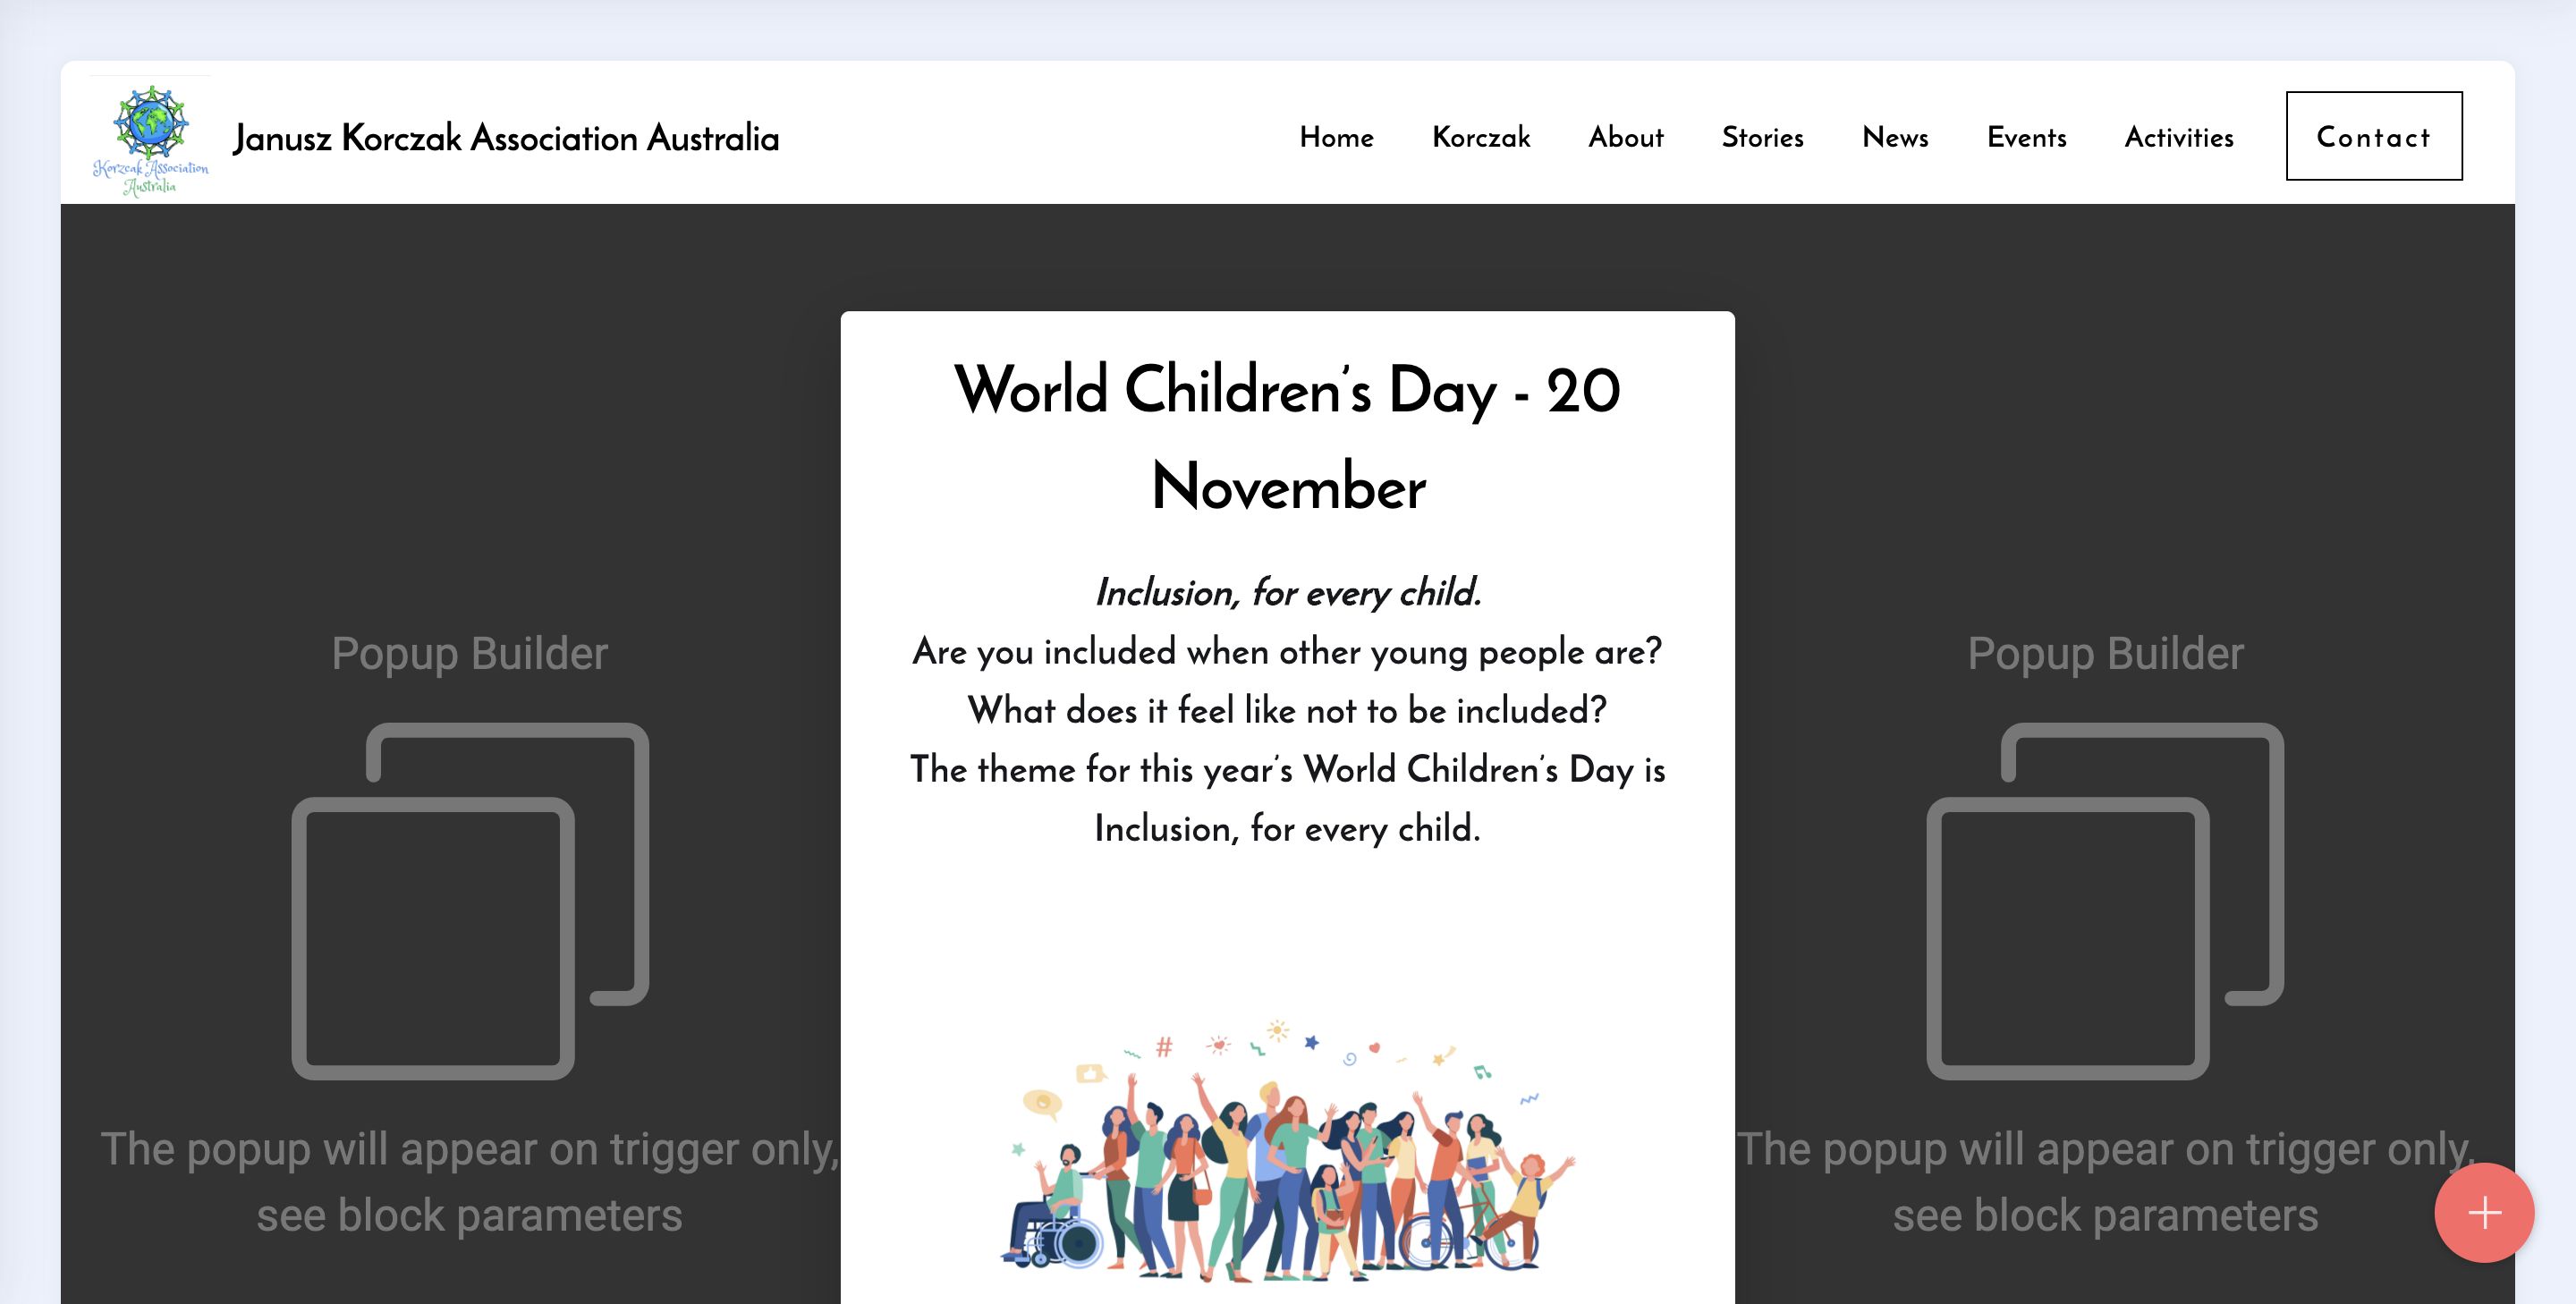 Korzcak Association
Australia
Janusz Korczak Association Australia
Home
Korczak
About
Stories
News
Events
Activities
Contact
World Children's Day - 20
November
Inclusion, for every child.
Are you included when other young people are?
What does it feel like not to be included?
The theme for this year's World Children's Day is
Inclusion, for every child.
Popup Builder
The popup will appear on trigger only,
see block parameters
Popup Builder
The popup will appear on trigger only,
see block parameters
#